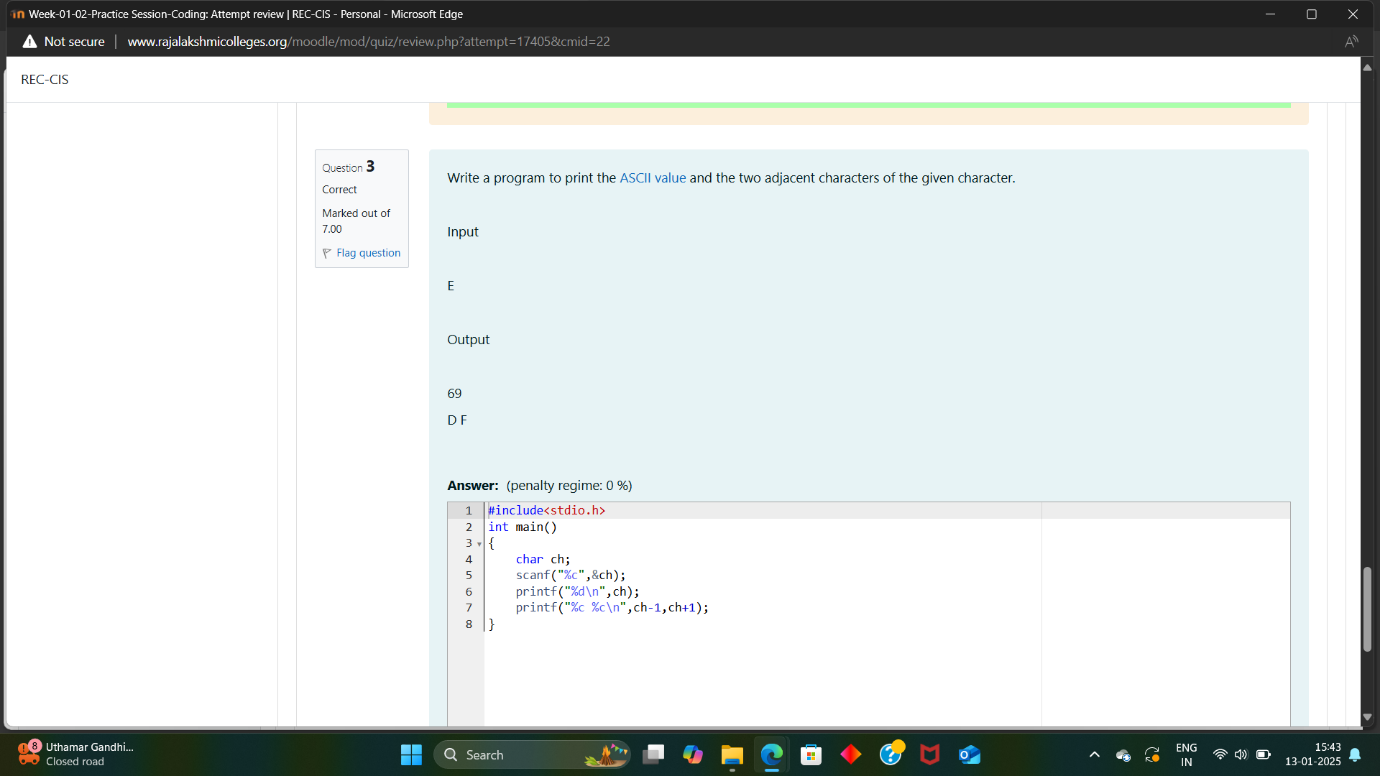 Week-01-02-Practice Session-Coding: Attempt review | REC-CIS - Personal - Microsoft Edge
Not secure | www.rajalakshmicolleges.org/moodle/mod/quiz/review.php?attempt=17405&cmid=22
REC-CIS
Question 3
Correct
Marked out of
7.00
Flag question
Write a program to print the ASCII value and the two adjacent characters of the given character.
Input
E
Output
69
D F
Answer: (penalty regime: 0 %)
1 #include<stdio.h>
2 int main()
3 {
4 char ch;
5 scanf("%c",&ch);
6 printf("%d\n",ch);
7 printf("%c %c\n",ch-1,ch+1);
8 }
8 Uthamar Gandhi...
Closed road
Search
ENG
IN
15:43
13-01-2025